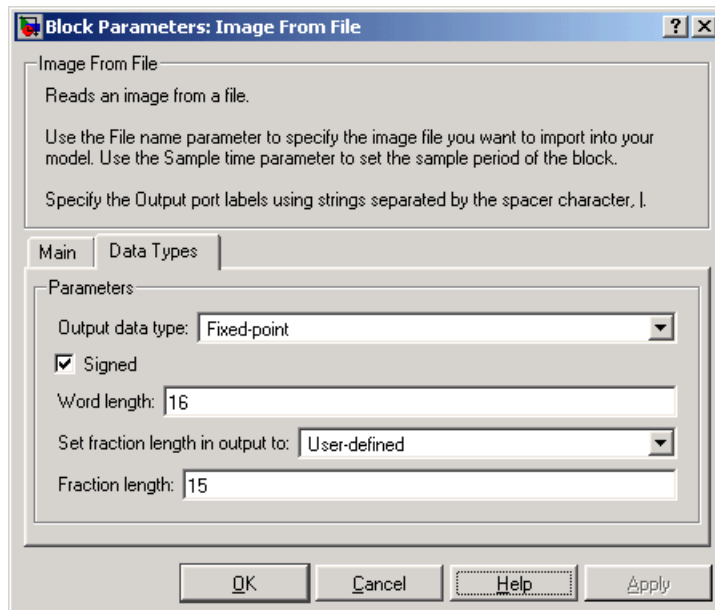 Block Parameters: Image From File
Image From File
Reads an image from a file.
Use the File name parameter to specify the image file you want to import into your
model. Use the Sample time parameter to set the sample period of the block.
Specify the Output port labels using strings separated by the spacer character, |.
Main Data Types
Parameters
Output data type: Fixed-point
Signed
Word length: 16
Set fraction length in output to: User-defined
Fraction length: 15
OK Cancel Help Apply